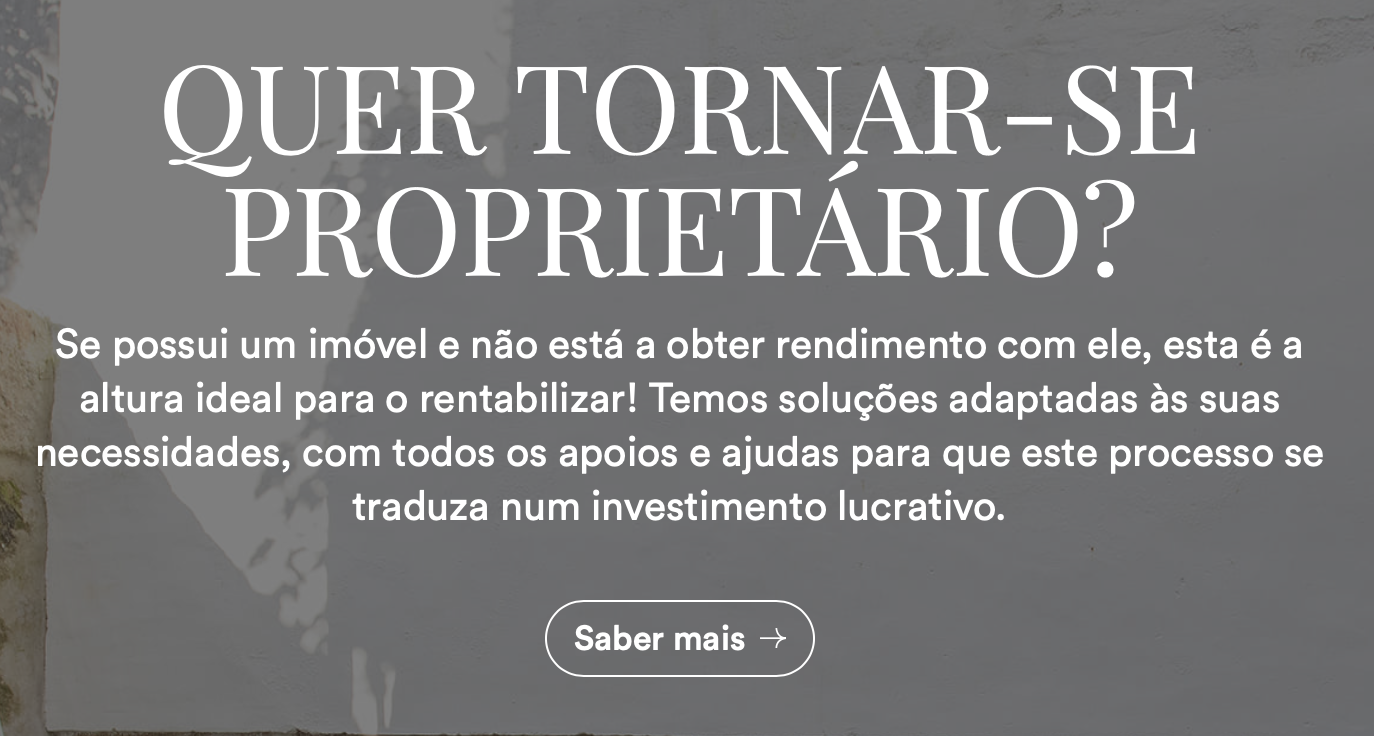 QUER TORNAR-SE
PROPRIETÁRIO?
Se possui um imóvel e não está a obter rendimento com ele, esta é a
altura ideal para o rentabilizar! Temos soluções adaptadas às suas
necessidades, com todos os apoios e ajudas para que este processo se
traduza num investimento lucrativo.
Saber mais →